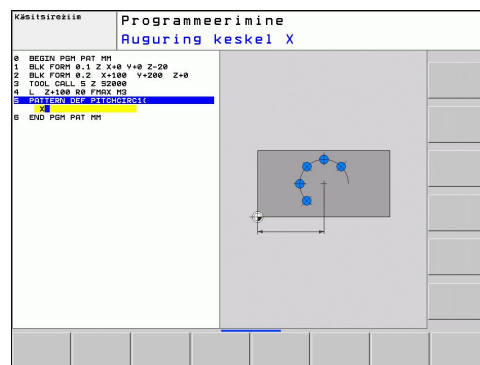 Käsitsirežiim
Programmeerimine
Auguring keskel X
0 BEGIN PGM PAT MM
1 BLK FORM 0.1 Z X+0 Y+0 Z-20
2 BLK FORM 0.2 X+100 Y+200 Z+0
3 TOOL CALL 5 Z S2000
4 L Z+100 R0 FMAX M3
5 PATTERN DEF PITCHCIRC1(
X
6 END PGM PAT MM